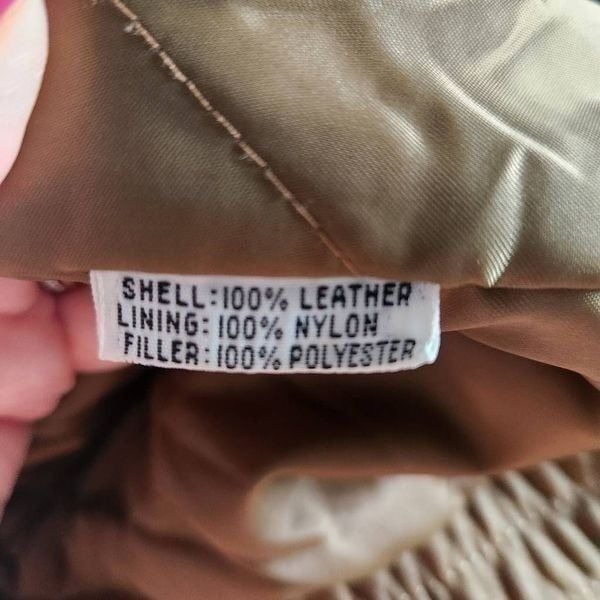 SHELL:100% LEATHER
LINING:100% NYLON
FILLER:100% POLYESTER